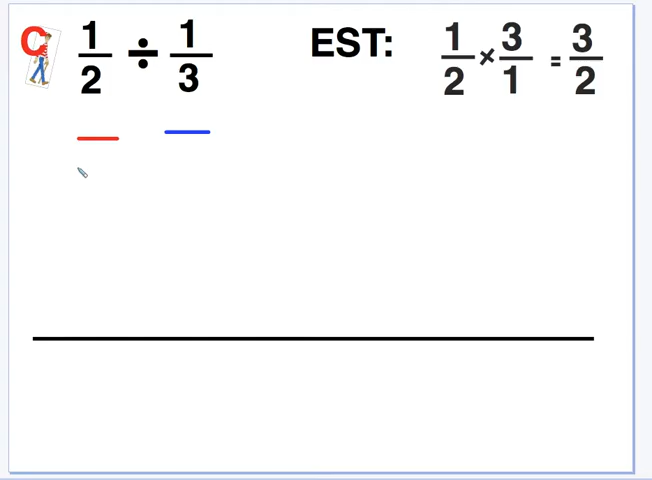 C 1/2 ÷ 1/3 EST: 1/2 × 3/1 = 3/2